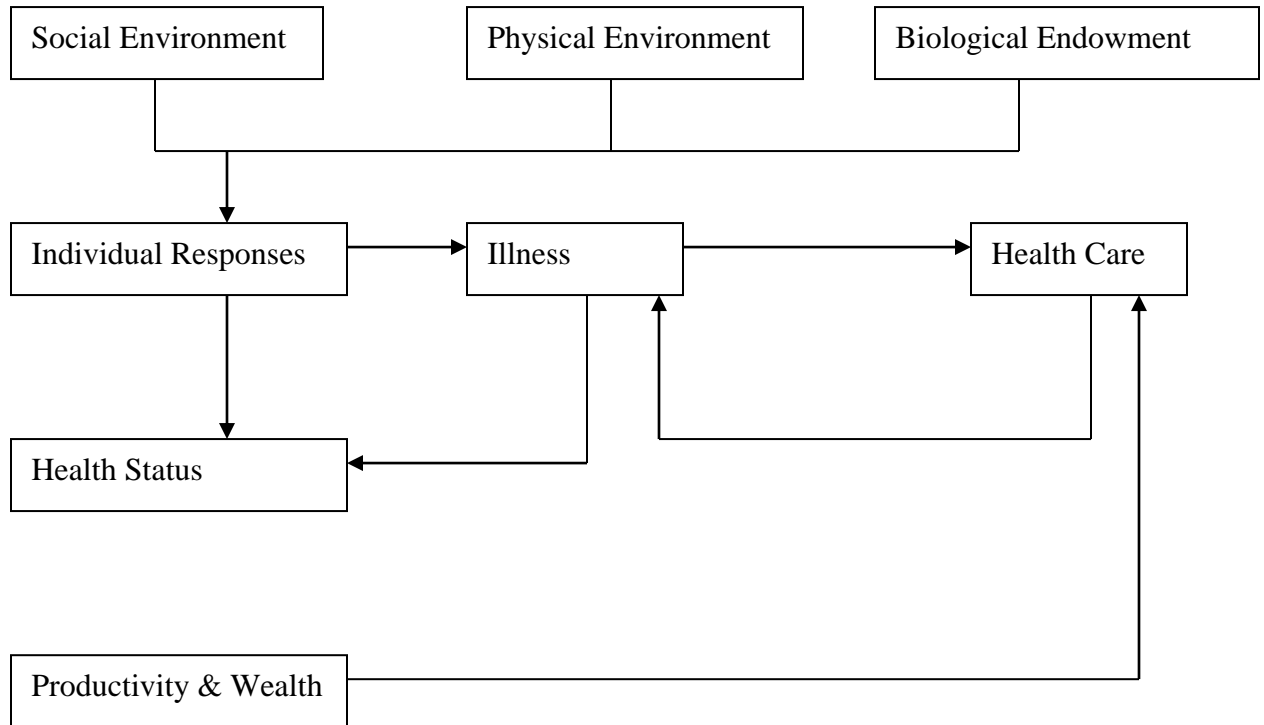 Social Environment
Physical Environment
Biological Endowment
Individual Responses
Illness
Health Care
Health Status
Productivity & Wealth